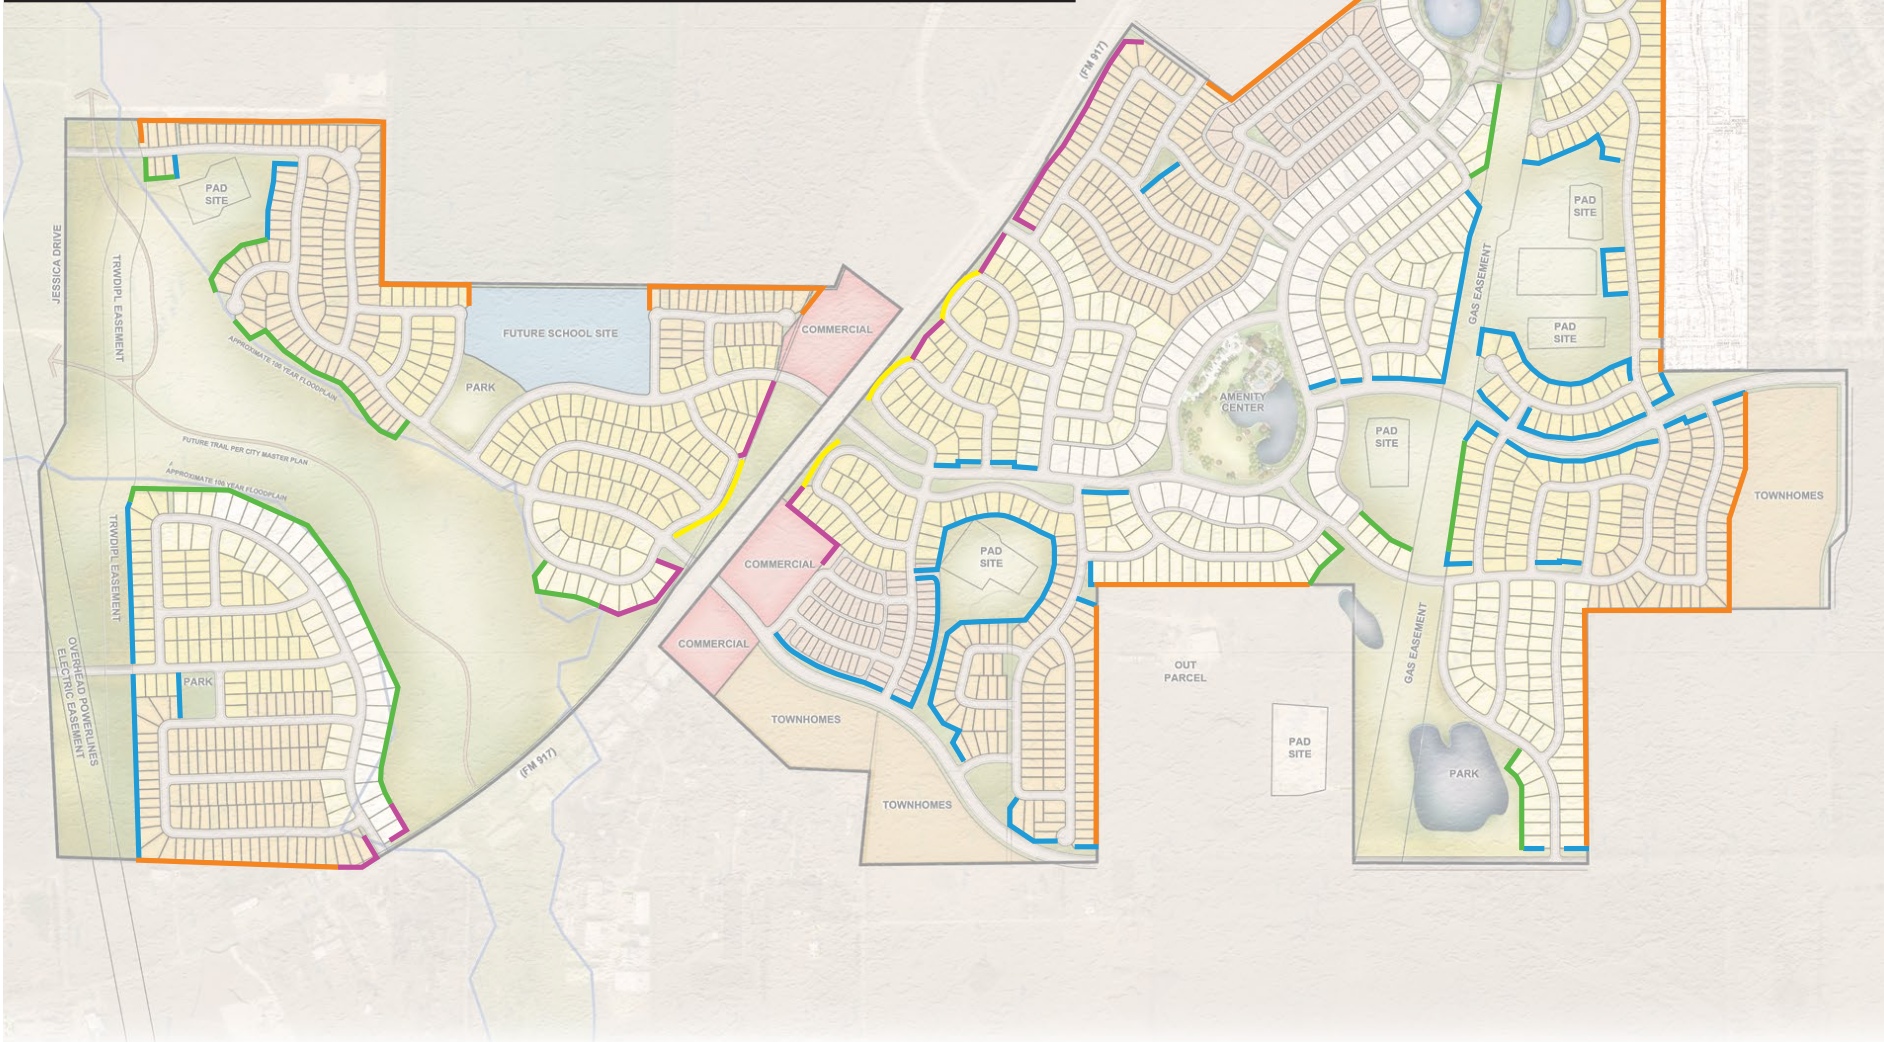 (FM 917)
PAD
SITE
PAD
SITE
JESSICA DRIVE
TRWD\IPL EASEMENT
GAS EASEMENT
FUTURE SCHOOL SITE
COMMERCIAL
PAD
SITE
APPROXIMATE 100 YEAR FLOODPLAIN
PARK
AMENITY
CENTER
PAD
SITE
FUTURE TRAIL PER CITY MASTER PLAN
APPROXIMATE 100 YEAR FLOODPLAIN
TOWNHOMES
TRWD\IPL EASEMENT
PAD
SITE
COMMERCIAL
GAS EASEMENT
OVERHEAD POWERLINES
ELECTRIC EASEMENT
COMMERCIAL
OUT
PARCEL
PARK
TOWNHOMES
PAD
SITE
(FM 917)
PARK
TOWNHOMES